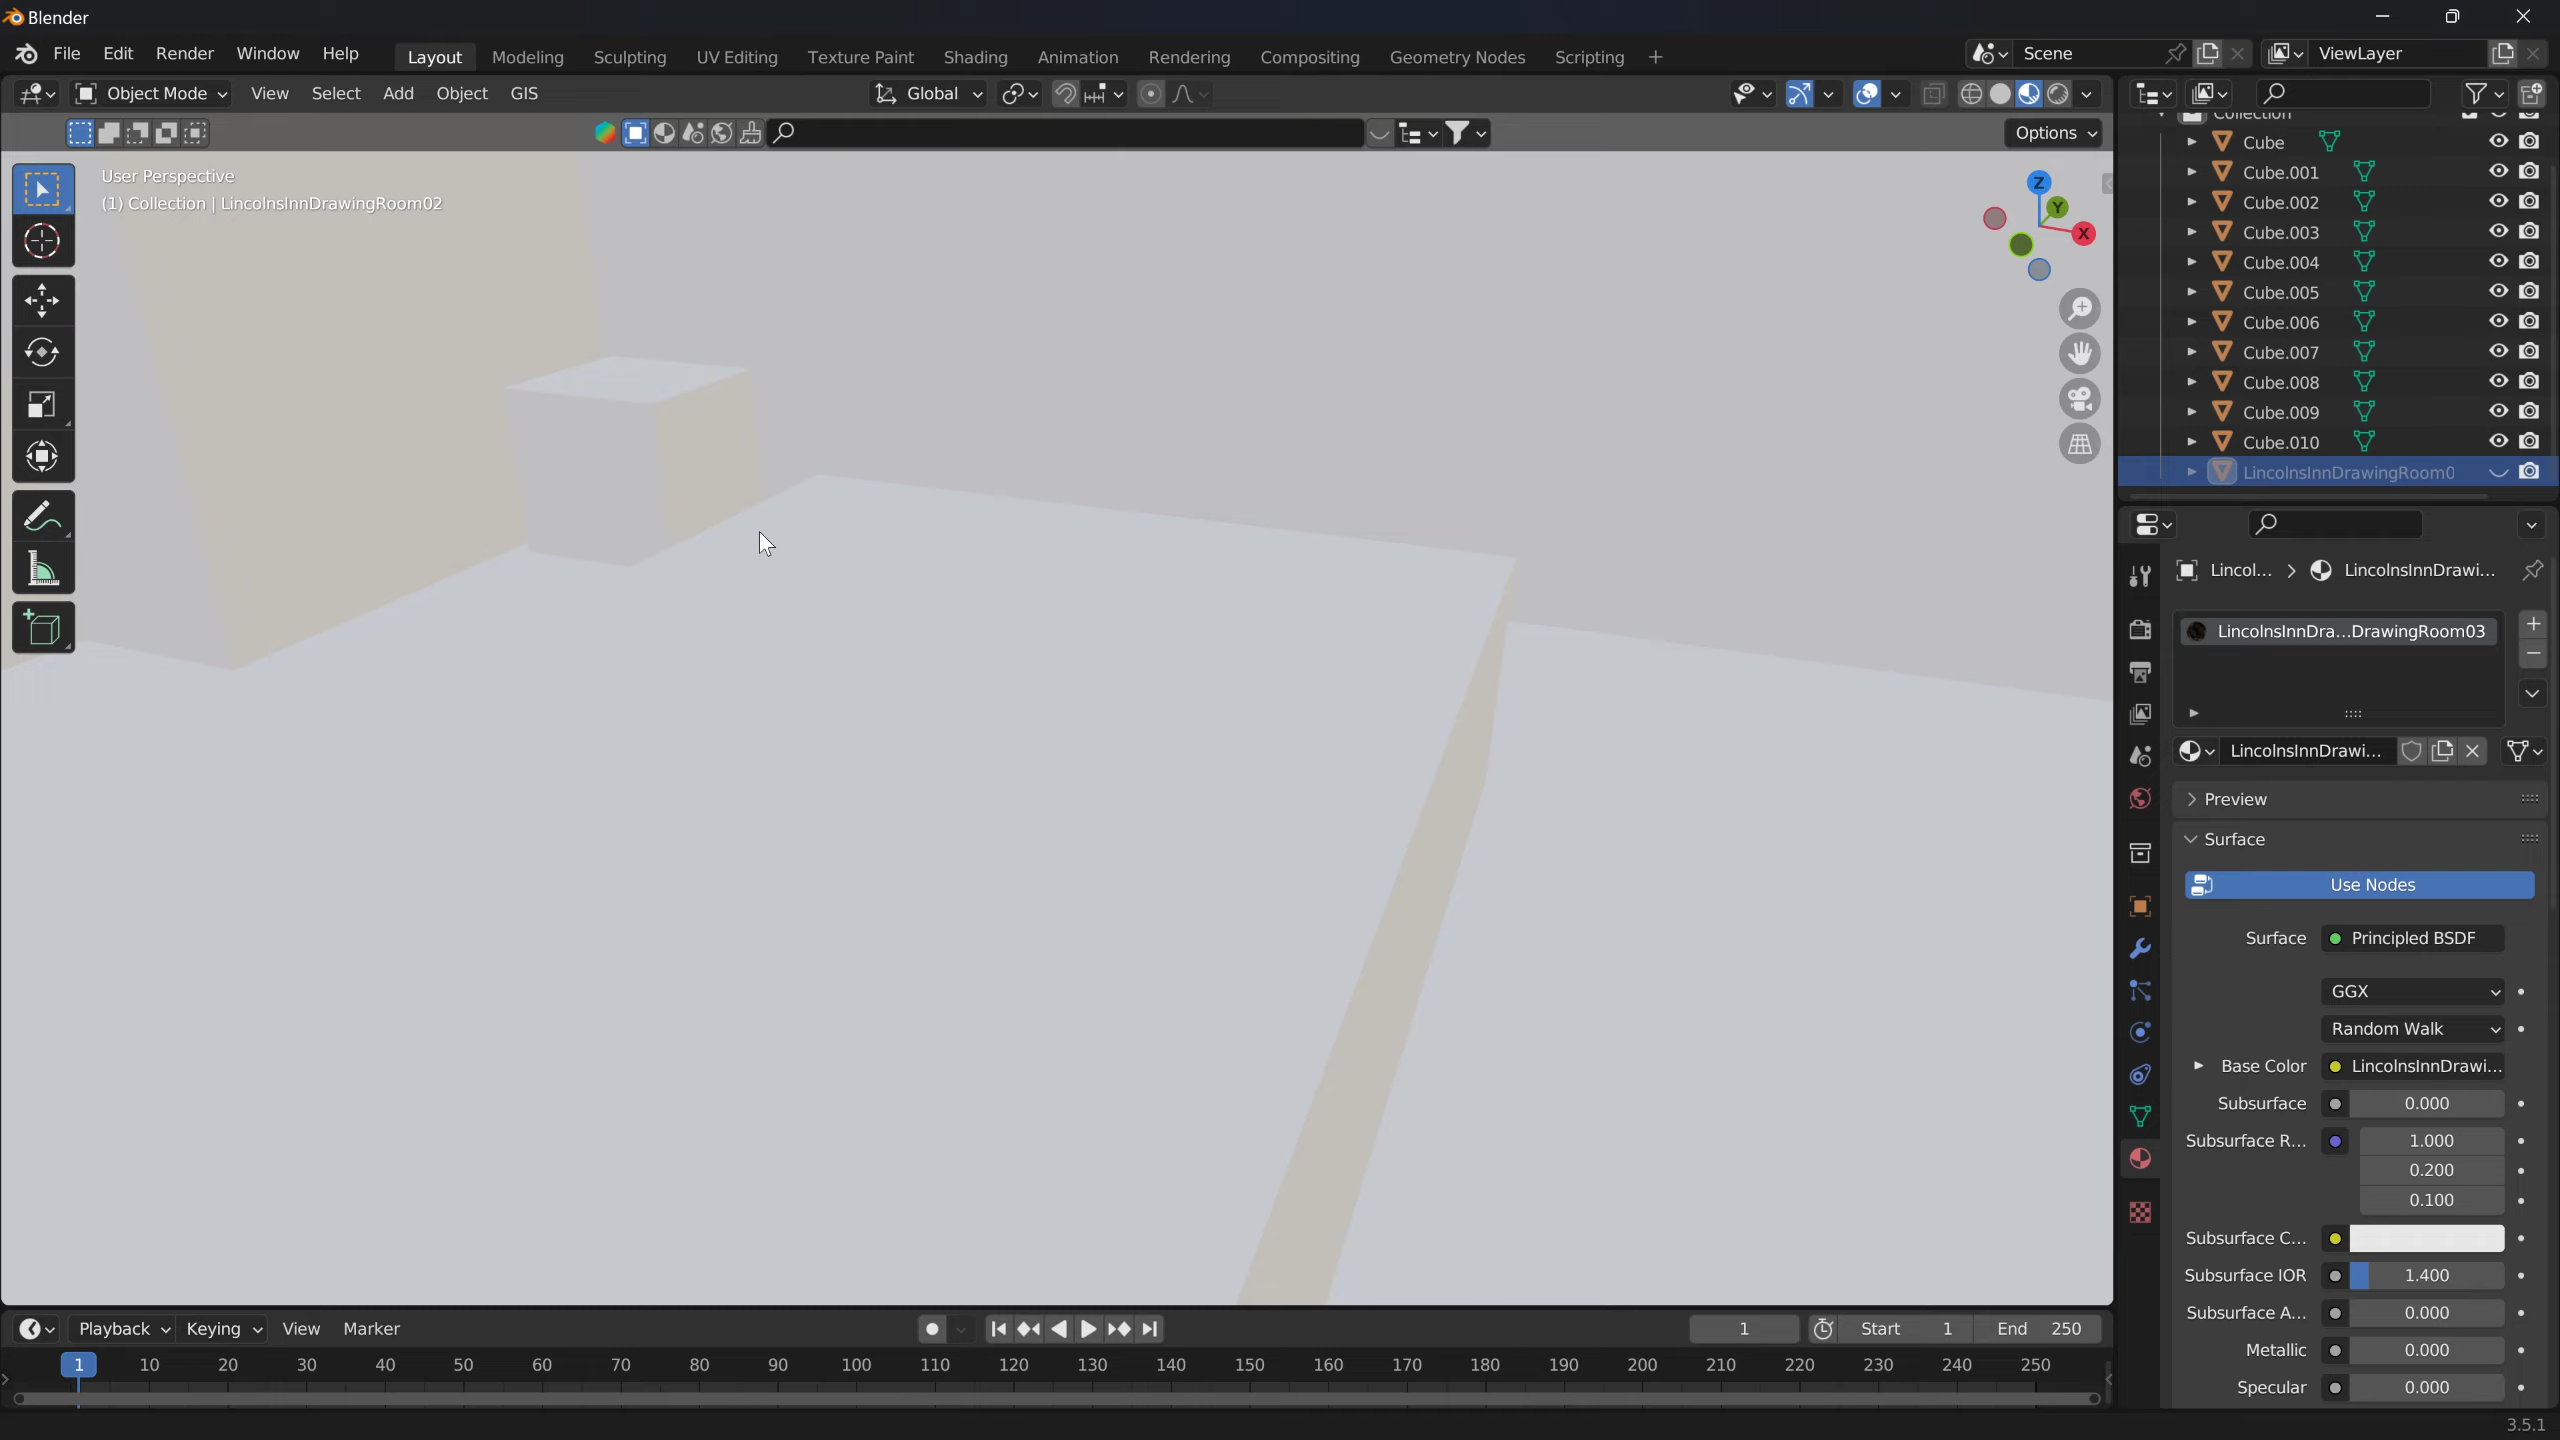 Blender
File Edit Render Window Help Layout Modeling Sculpting UV Editing Texture Paint Shading Animation Rendering Compositing Geometry Nodes Scripting + Scene ViewLayer
Object Mode View Select Add Object GIS Global
Options
User Perspective
(1) Collection | LincolnsInnDrawingRoom02
Z
Y
X
Collection
Cube
Cube.001
Cube.002
Cube.003
Cube.004
Cube.005
Cube.006
Cube.007
Cube.008
Cube.009
Cube.010
LincolnsInnDrawingRoom0
Lincol... LincolnsInnDrawi...
LincolnsInnDra...DrawingRoom03
LincolnsInnDrawi...
Preview
Surface
Use Nodes
Surface Principled BSDF
GGX
Random Walk
Base Color LincolnsInnDrawi...
Subsurface 0.000
Subsurface R... 1.000
0.200
0.100
Subsurface C...
Subsurface IOR 1.400
Subsurface A... 0.000
Metallic 0.000
Specular 0.000
Playback Keying View Marker 1 Start 1 End 250
1 10 20 30 40 50 60 70 80 90 100 110 120 130 140 150 160 170 180 190 200 210 220 230 240 250
3.5.1